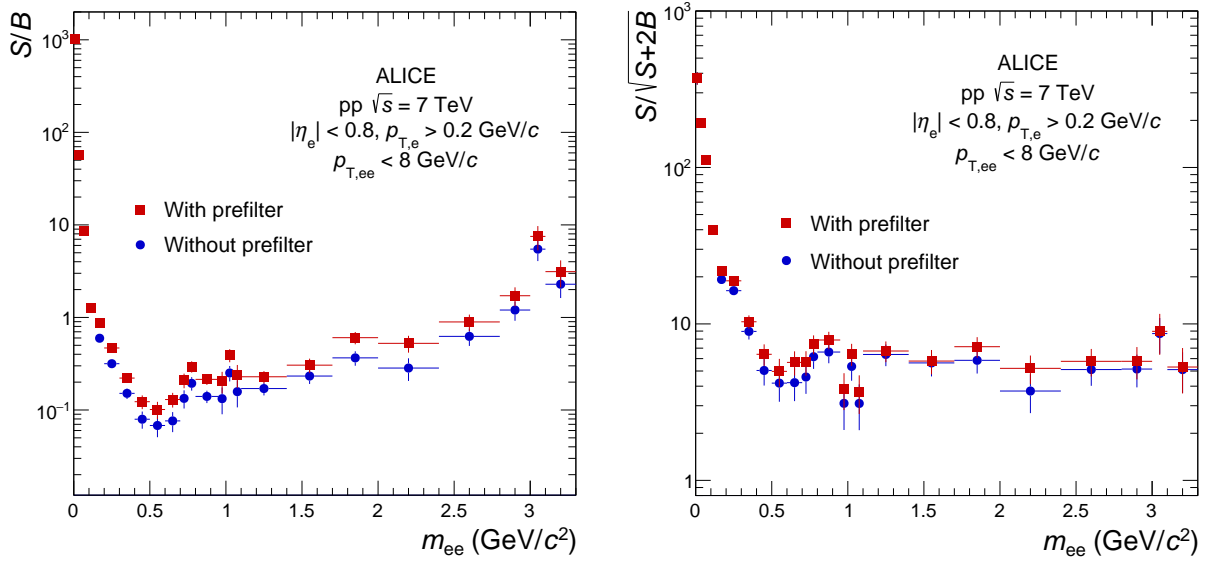 S/B
10³
10²
10
1
10⁻¹
ALICE
pp √s = 7 TeV
|ηₑ| < 0.8, p_T,e > 0.2 GeV/c
p_T,ee < 8 GeV/c
With prefilter
Without prefilter
0 0.5 1 1.5 2 2.5 3
m_ee (GeV/c²)
S/√S+2B
10³
10²
10
1
ALICE
pp √s = 7 TeV
|ηₑ| < 0.8, p_T,e > 0.2 GeV/c
p_T,ee < 8 GeV/c
With prefilter
Without prefilter
0 0.5 1 1.5 2 2.5 3
m_ee (GeV/c²)